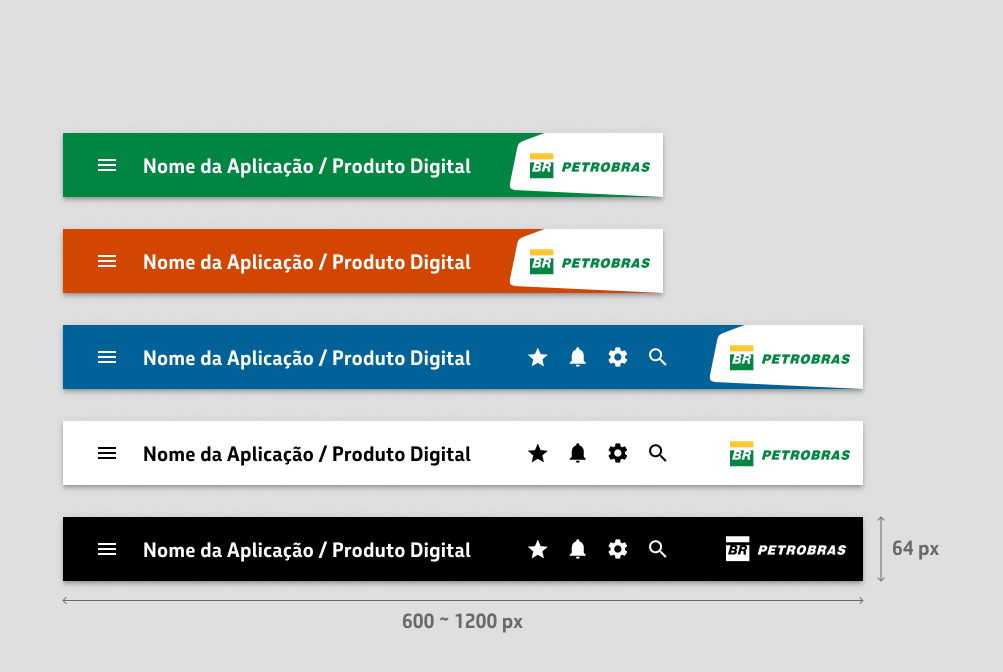 Nome da Aplicação / Produto Digital BR PETROBRAS
Nome da Aplicação / Produto Digital BR PETROBRAS
Nome da Aplicação / Produto Digital BR PETROBRAS
Nome da Aplicação / Produto Digital BR PETROBRAS
Nome da Aplicação / Produto Digital BR PETROBRAS
64 px
600 ~ 1200 px